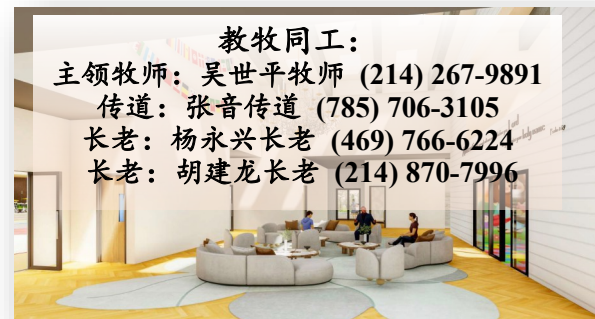 教牧同工：
主领牧师：吴世平牧师 (214) 267-9891
传道：张音传道 (785) 706-3105
长老：杨永兴长老 (469) 766-6224
长老：胡建龙长老 (214) 870-7996